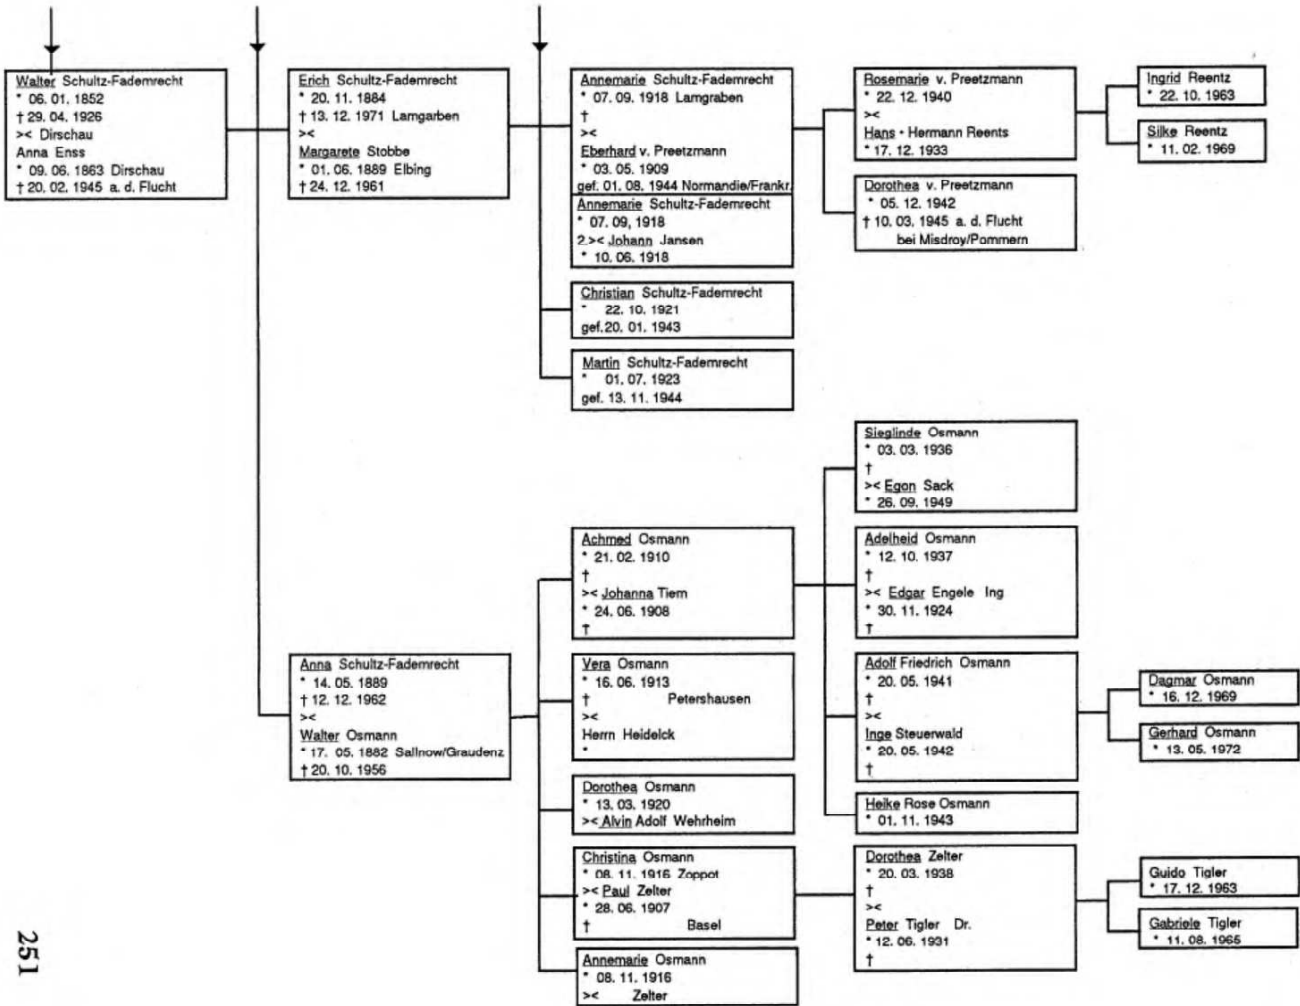 Walter Schultz-Fademrecht
* 06. 01. 1852
† 29. 04. 1926
>< Dirschau
Anna Enss
* 09. 06. 1863 Dirschau
† 20. 02. 1945 a. d. Flucht
Erich Schultz-Fademrecht
* 20. 11. 1884
† 13. 12. 1971 Lamgarben
><
Margarete Stobbe
* 01. 06. 1889 Elbing
† 24. 12. 1961
Annemarie Schultz-Fademrecht
* 07. 09. 1918 Lamgraben
†
><
Eberhard v. Preetzmann
* 03. 05. 1909
gef. 01. 08. 1944 Normandie/Frankr.
Annemarie Schultz-Fademrecht
* 07. 09, 1918
2.>< Johann Jansen
* 10. 06. 1918
Christian Schultz-Fademrecht
* 22. 10. 1921
gef. 20. 01. 1943
Martin Schultz-Fademrecht
* 01. 07. 1923
gef. 13. 11. 1944
Rosemarie v. Preetzmann
* 22. 12. 1940
><
Hans - Hermann Reents
* 17. 12. 1933
Dorothea v. Preetzmann
* 05. 12. 1942
† 10. 03. 1945 a. d. Flucht
bei Misdroy/Pommern
Ingrid Reentz
* 22. 10. 1963
Silke Reentz
* 11. 02. 1969
Anna Schultz-Fademrecht
* 14. 05. 1889
† 12. 12. 1962
><
Walter Osmann
* 17. 05. 1882 Sallnow/Graudenz
† 20. 10. 1956
Achmed Osmann
* 21. 02. 1910
†
>< Johanna Tiem
* 24. 06. 1908
†
Vera Osmann
* 16. 06. 1913
† Petershausen
><
Herrn Heidelck
*
Dorothea Osmann
* 13. 03. 1920
>< Alvin Adolf Wehrheim
Christina Osmann
* 08. 11. 1916 Zoppot
>< Paul Zelter
* 28. 06. 1907
† Basel
Annemarie Osmann
* 08. 11. 1916
>< Zelter
Sieglinde Osmann
* 03. 03. 1936
†
>< Egon Sack
* 26. 09. 1949
Adelheid Osmann
* 12. 10. 1937
†
>< Edgar Engele Ing
* 30. 11. 1924
†
Adolf Friedrich Osmann
* 20. 05. 1941
†
><
Inge Steuerwald
* 20. 05. 1942
†
Heike Rose Osmann
* 01. 11. 1943
Dorothea Zelter
* 20. 03. 1938
†
><
Peter Tigler Dr.
* 12. 06. 1931
†
Dagmar Osmann
* 16. 12. 1969
Gerhard Osmann
* 13. 05. 1972
Guido Tigler
* 17. 12. 1963
Gabriele Tigler
* 11. 08. 1965
251